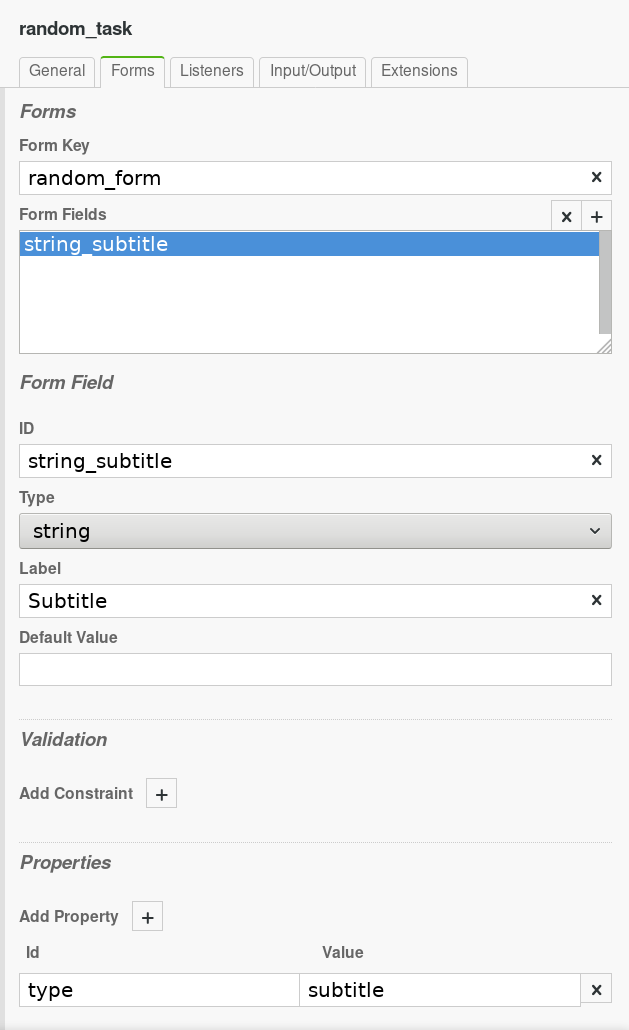 random_task
General Forms Listeners Input/Output Extensions
Forms
Form Key
random_form ×
Form Fields × +
string_subtitle
Form Field
ID
string_subtitle ×
Type
string
Label
Subtitle ×
Default Value
Validation
Add Constraint +
Properties
Add Property +
Id Value
type subtitle ×